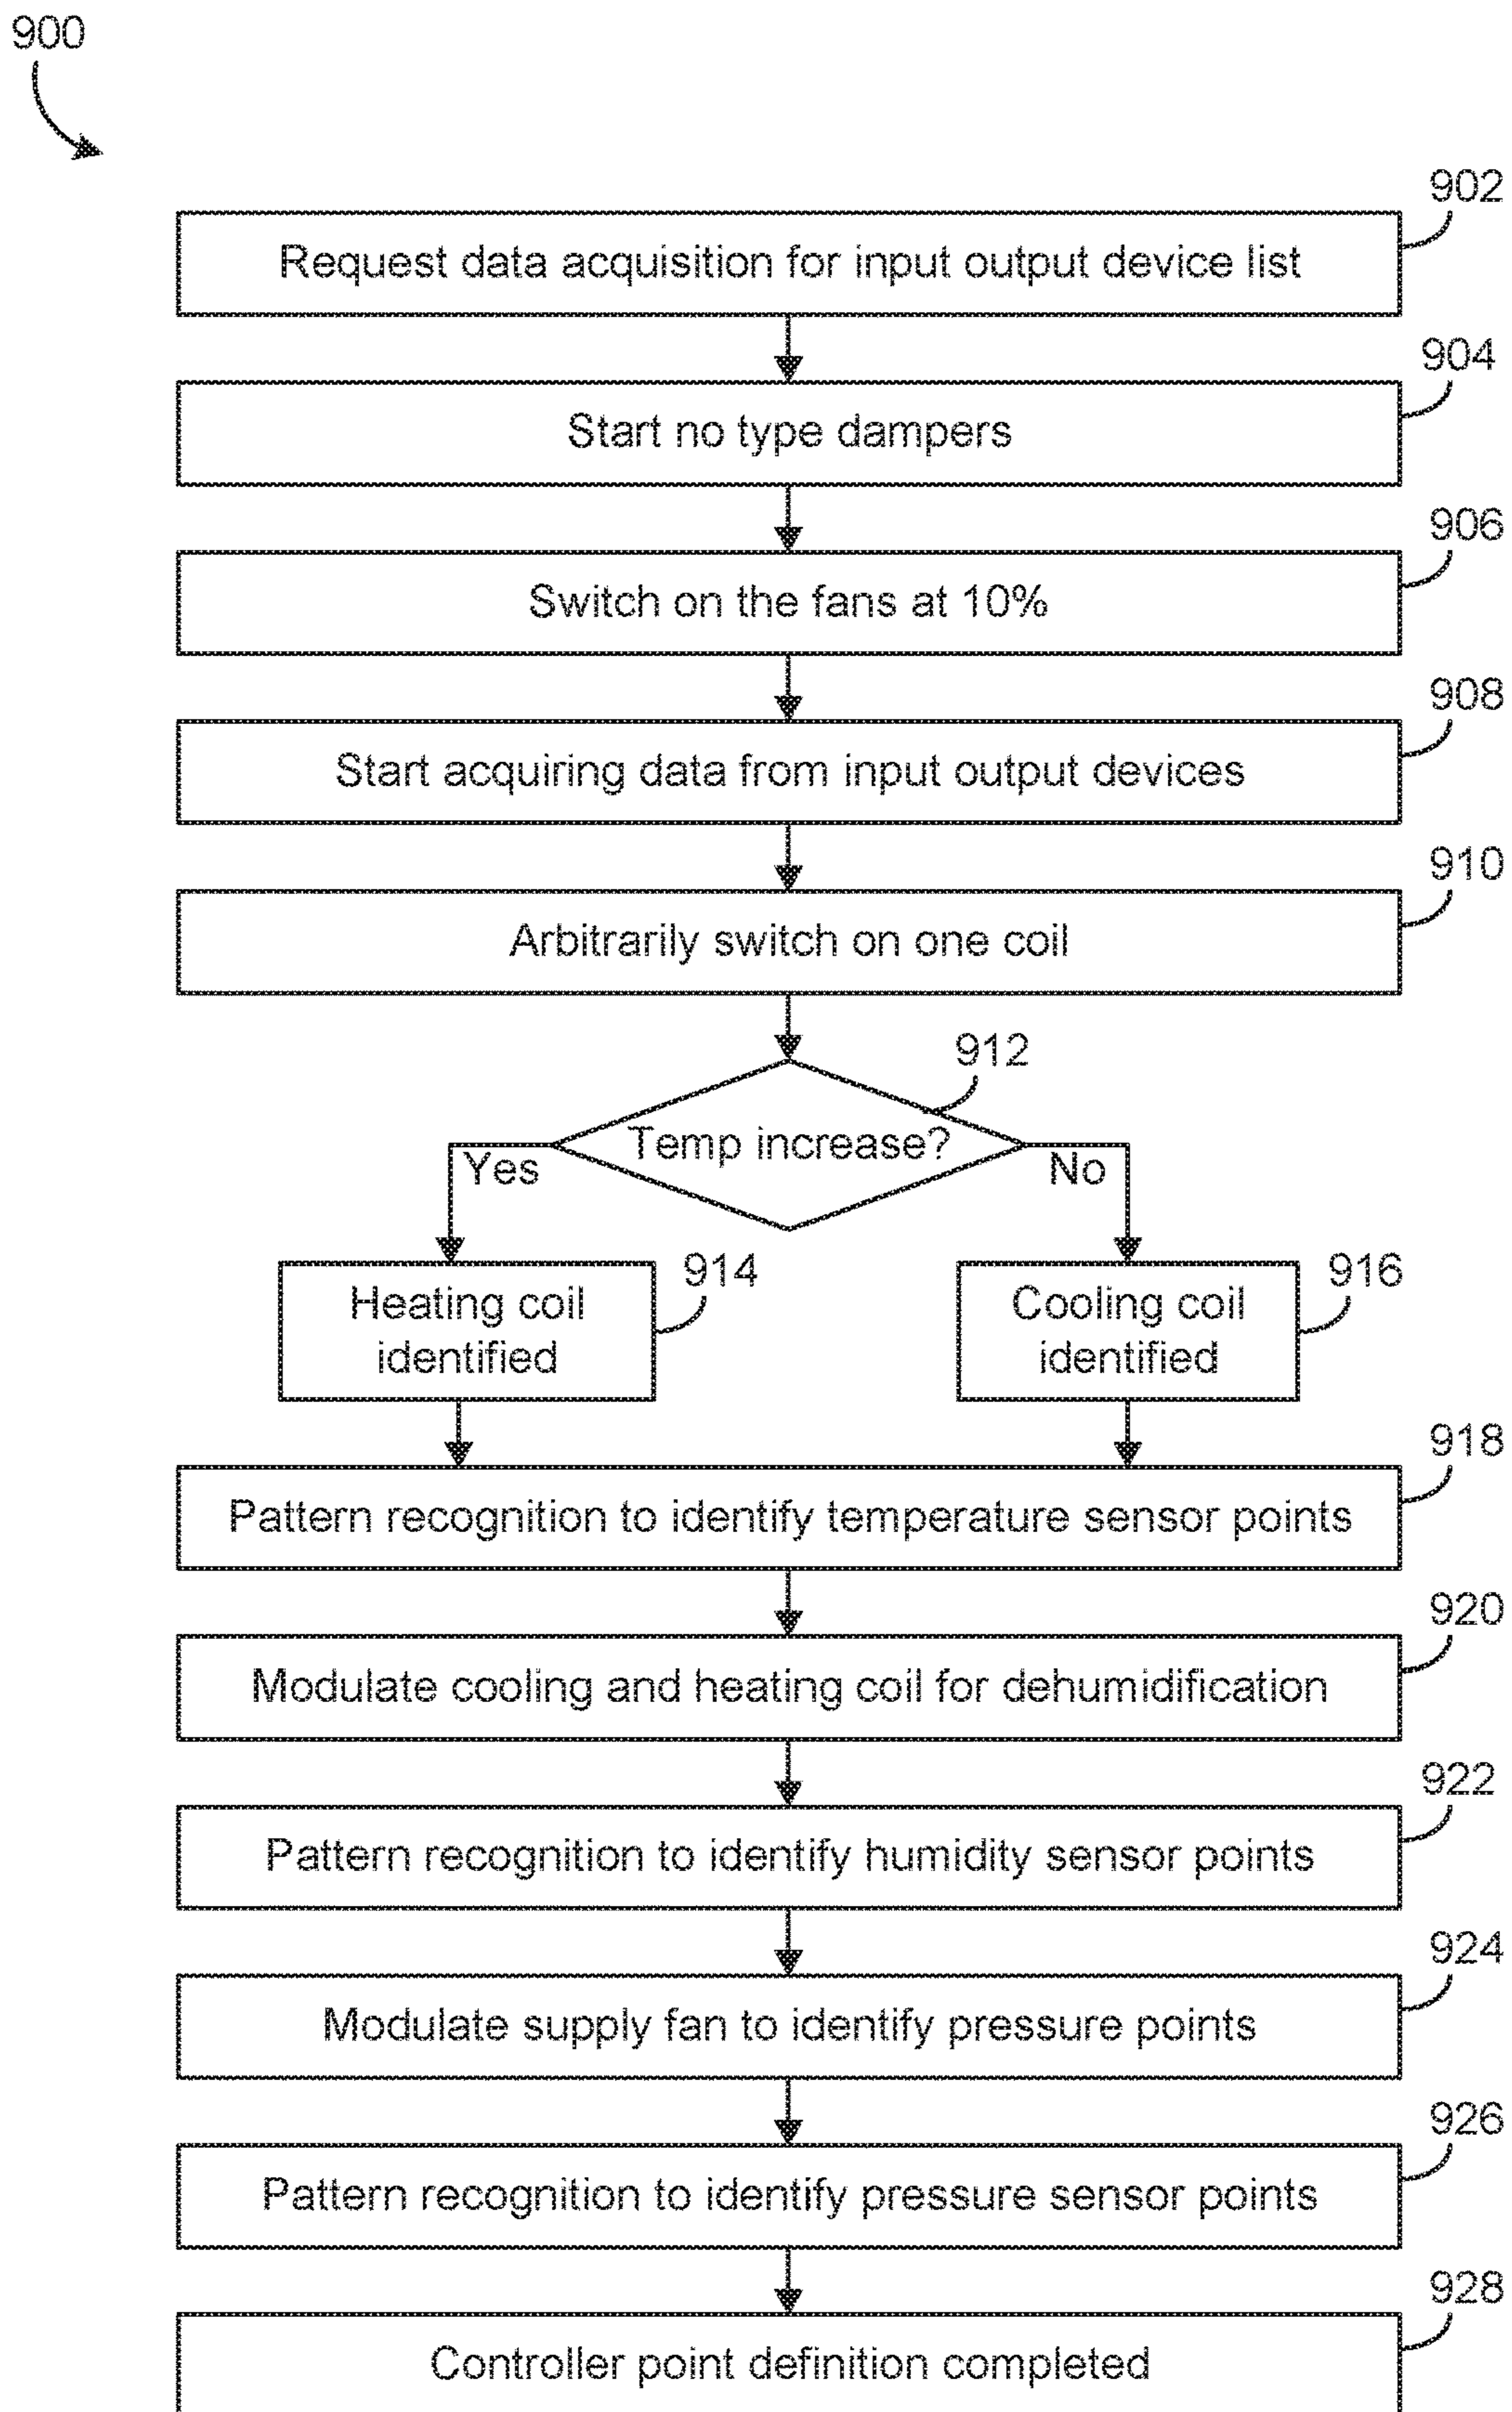 900
902
Request data acquisition for input output device list
904
Start no type dampers
906
Switch on the fans at 10%
908
Start acquiring data from input output devices
910
Arbitrarily switch on one coil
912
Temp increase?
Yes
No
914
Heating coil
identified
916
Cooling coil
identified
918
Pattern recognition to identify temperature sensor points
920
Modulate cooling and heating coil for dehumidification
922
Pattern recognition to identify humidity sensor points
924
Modulate supply fan to identify pressure points
926
Pattern recognition to identify pressure sensor points
928
Controller point definition completed